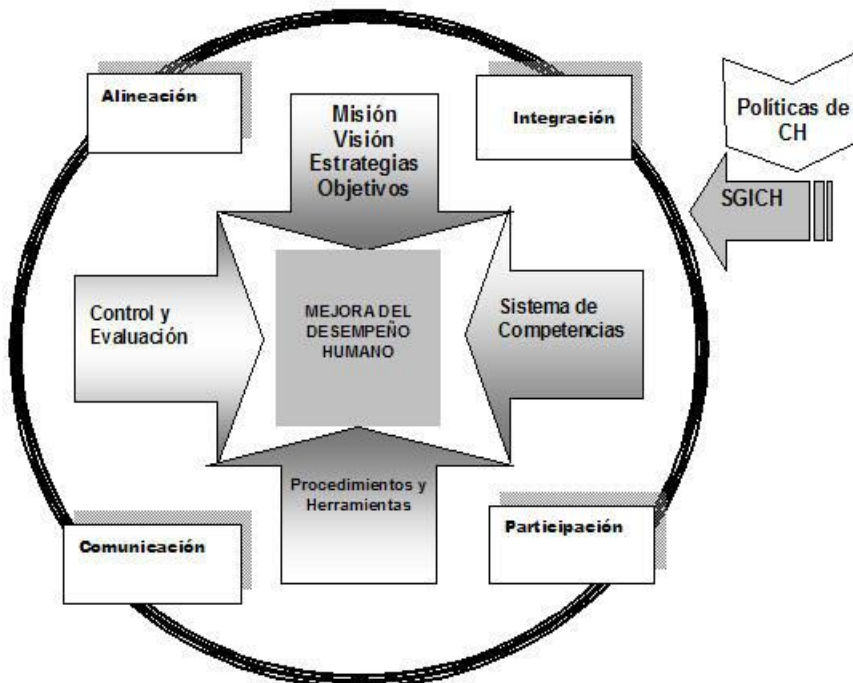 Alineación
Misión
Visión
Estrategias
Objetivos
Integración
Políticas de
CH
SGICH
Control y
Evaluación
MEJORA DEL
DESEMPEÑO
HUMANO
Sistema de
Competencias
Procedimientos y
Herramientas
Comunicación
Participación